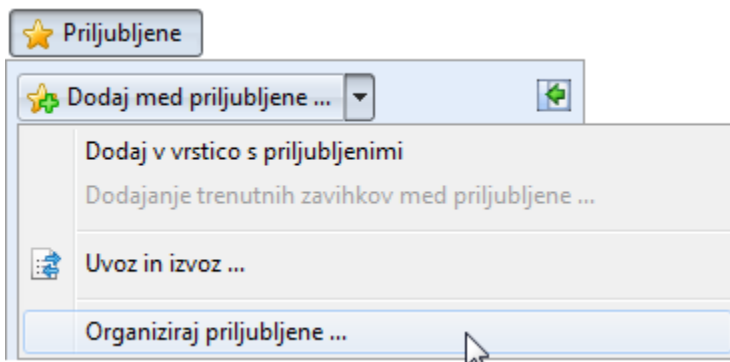 Priljubljene
Dodaj med priljubljene ...
Dodaj v vrstico s priljubljenimi
Dodajanje trenutnih zavihkov med priljubljene ...
Uvoz in izvoz ...
Organiziraj priljubljene ...